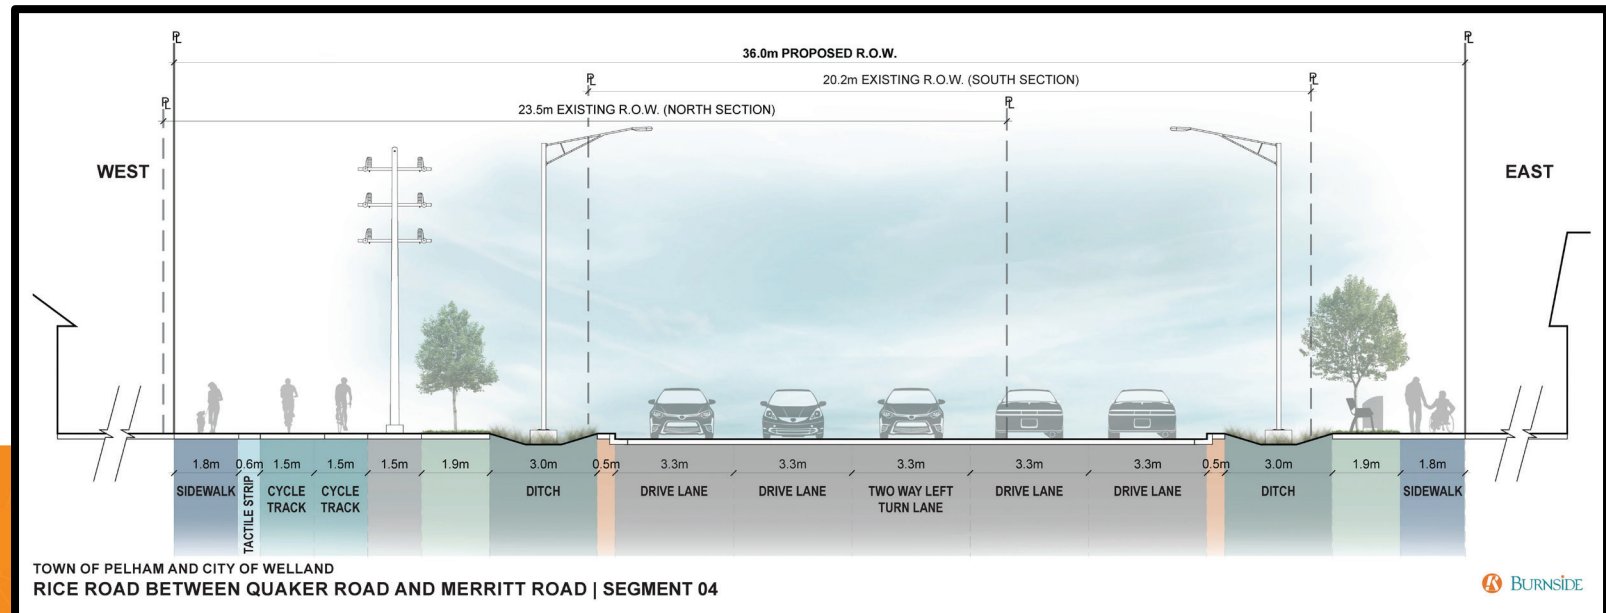 ℄
℄
36.0m PROPOSED R.O.W.
℄
20.2m EXISTING R.O.W. (SOUTH SECTION)
℄
℄
23.5m EXISTING R.O.W. (NORTH SECTION)
℄
WEST
EAST
1.8m 0.6m 1.5m 1.5m 1.5m 1.9m 3.0m 0.5m 3.3m 3.3m 3.3m 3.3m 3.3m 0.5m 3.0m 1.9m 1.8m
SIDEWALK
TACTILE STRIP
CYCLE
TRACK
CYCLE
TRACK
DITCH
DRIVE LANE
DRIVE LANE
TWO WAY LEFT
TURN LANE
DRIVE LANE
DRIVE LANE
DITCH
SIDEWALK
TOWN OF PELHAM AND CITY OF WELLAND
RICE ROAD BETWEEN QUAKER ROAD AND MERRITT ROAD | SEGMENT 04
BURNSIDE